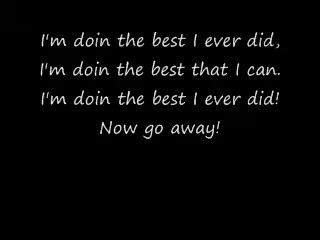 I'm doin the best I ever did,
I'm doin the best that I can.
I'm doin the best I ever did!
Now go away!